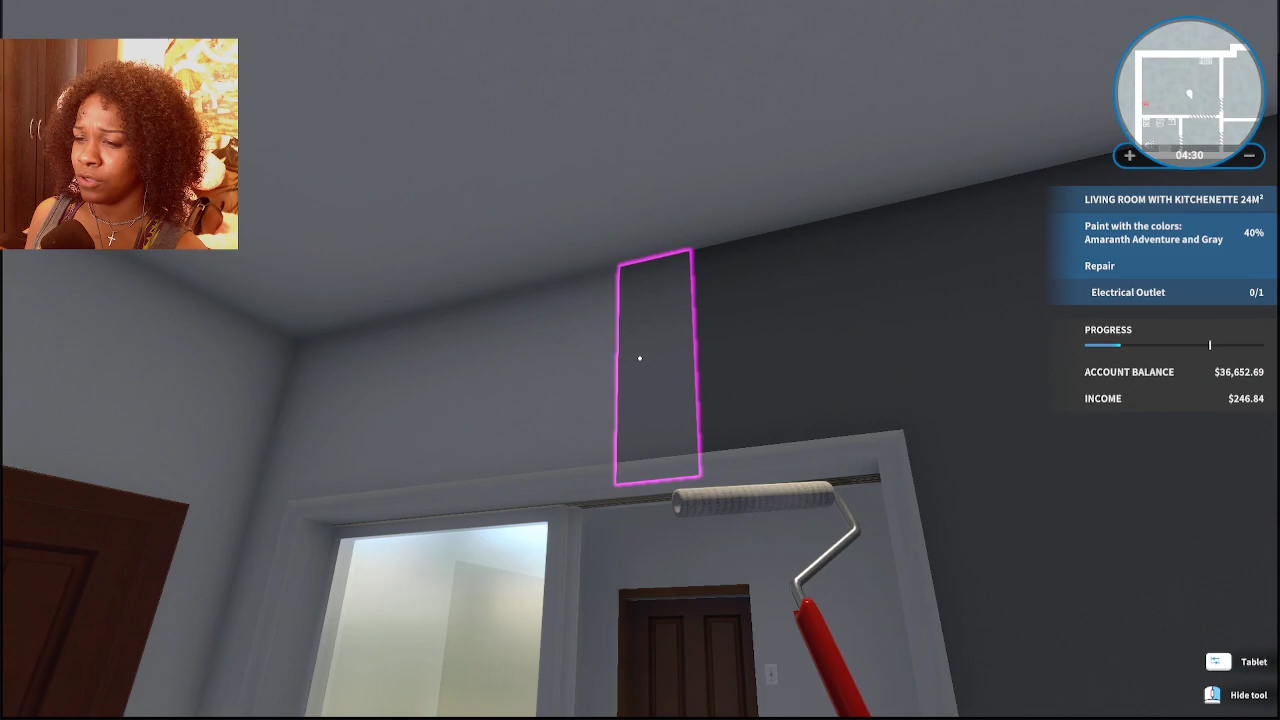 04:30
LIVING ROOM WITH KITCHENETTE 24M²
Paint with the colors:
Amaranth Adventure and Gray
40%
Repair
Electrical Outlet 0/1
PROGRESS
ACCOUNT BALANCE $36,652.69
INCOME $246.84
Tablet
Hide tool